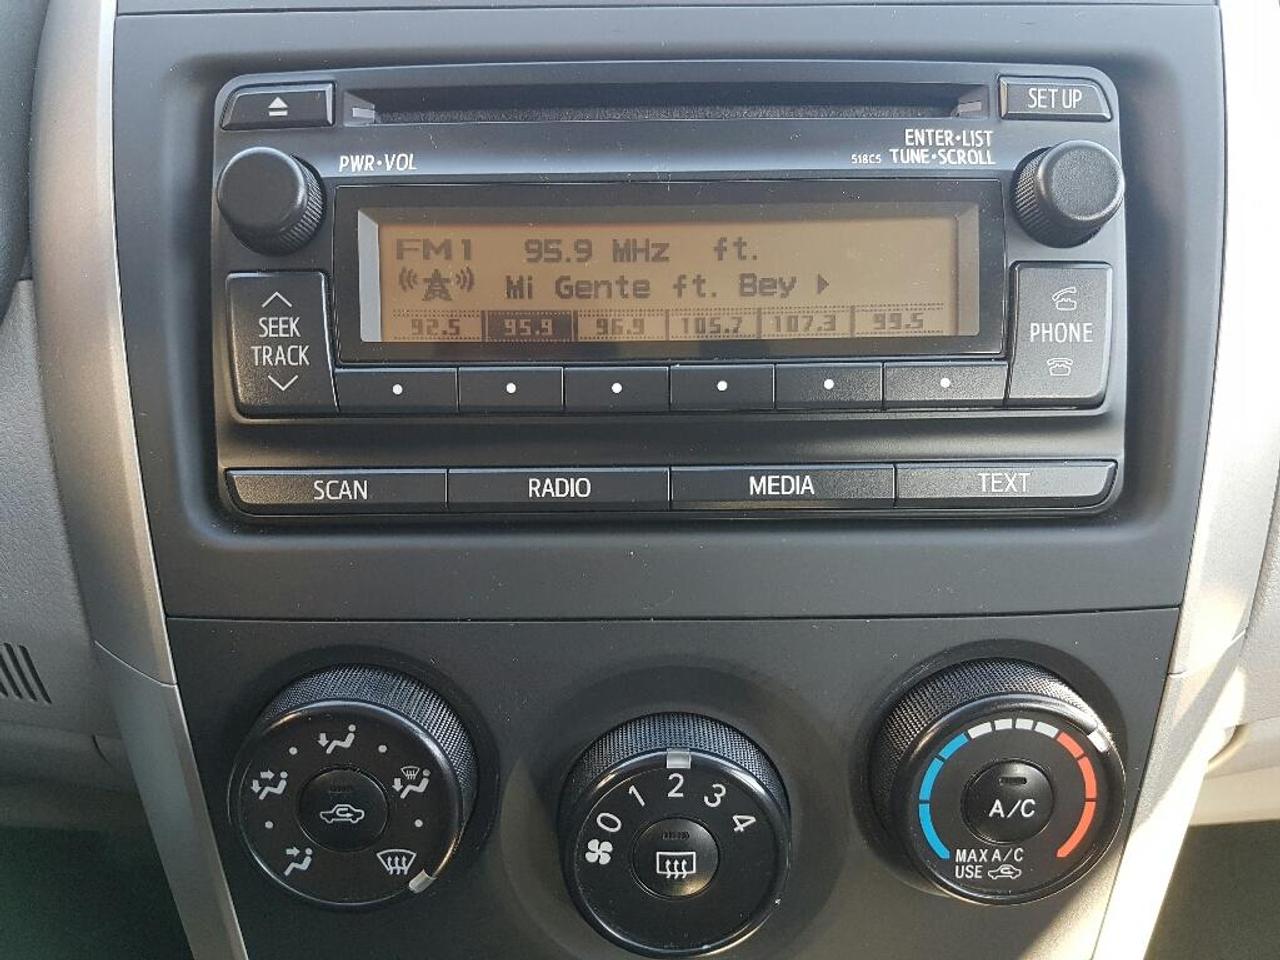 SET UP
PWR•VOL
ENTER•LIST
518C5 TUNE•SCROLL
FM1 95.9 MHz ft.
Mi Gente ft. Bey
92.5 95.9 96.9 105.7 107.3 99.5
SEEK
TRACK
PHONE
SCAN RADIO MEDIA TEXT
0 1 2 3 4
A/C
MAX A/C
USE